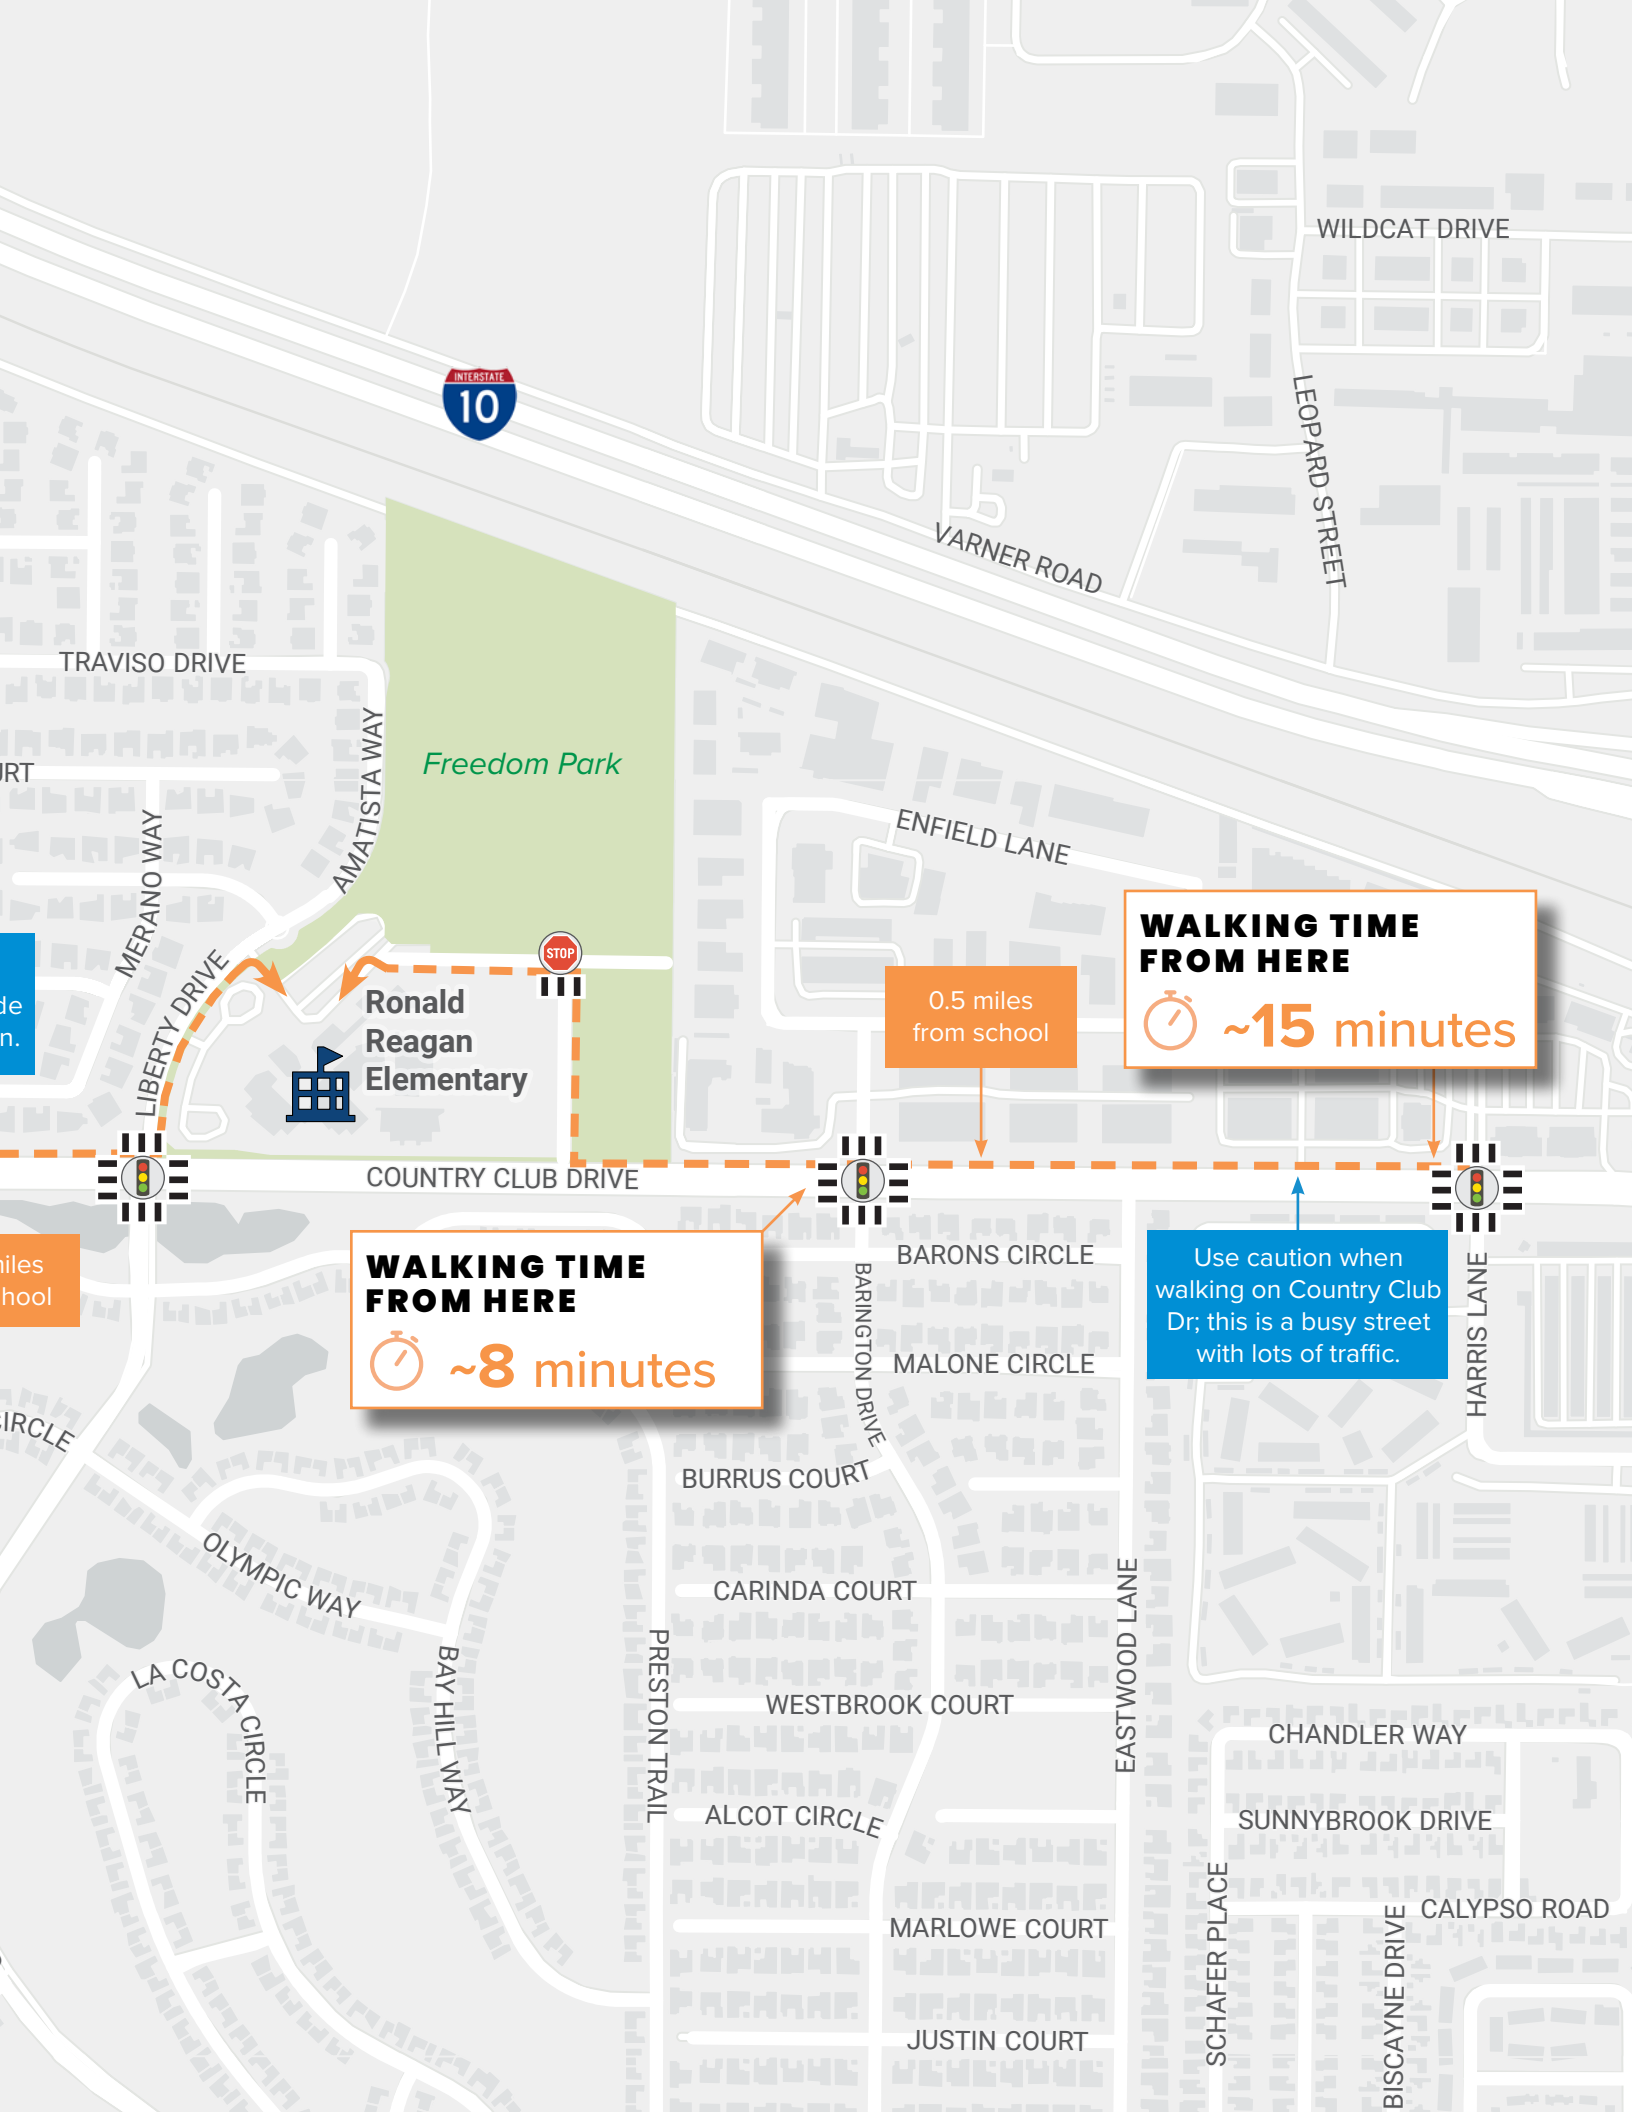 WILDCAT DRIVE
INTERSTATE
10
LEOPARD STREET
VARNER ROAD
TRAVISO DRIVE
AMATISTA WAY
Freedom Park
URT
MERANO WAY
ENFIELD LANE
WALKING TIME
FROM HERE
~15 minutes
LIBERTY DRIVE
STOP
0.5 miles
from school
de
n.
Ronald
Reagan
Elementary
COUNTRY CLUB DRIVE
miles
hool
WALKING TIME
FROM HERE
~8 minutes
BARONS CIRCLE
BARINGTON DRIVE
MALONE CIRCLE
Use caution when
walking on Country Club
Dr; this is a busy street
with lots of traffic.
HARRIS LANE
CIRCLE
BURRUS COURT
OLYMPIC WAY
CARINDA COURT
EASTWOOD LANE
LA COSTA CIRCLE
BAY HILL WAY
PRESTON TRAIL
WESTBROOK COURT
CHANDLER WAY
ALCOT CIRCLE
SUNNYBROOK DRIVE
SCHAFER PLACE
CALYPSO ROAD
MARLOWE COURT
BISCAYNE DRIVE
JUSTIN COURT